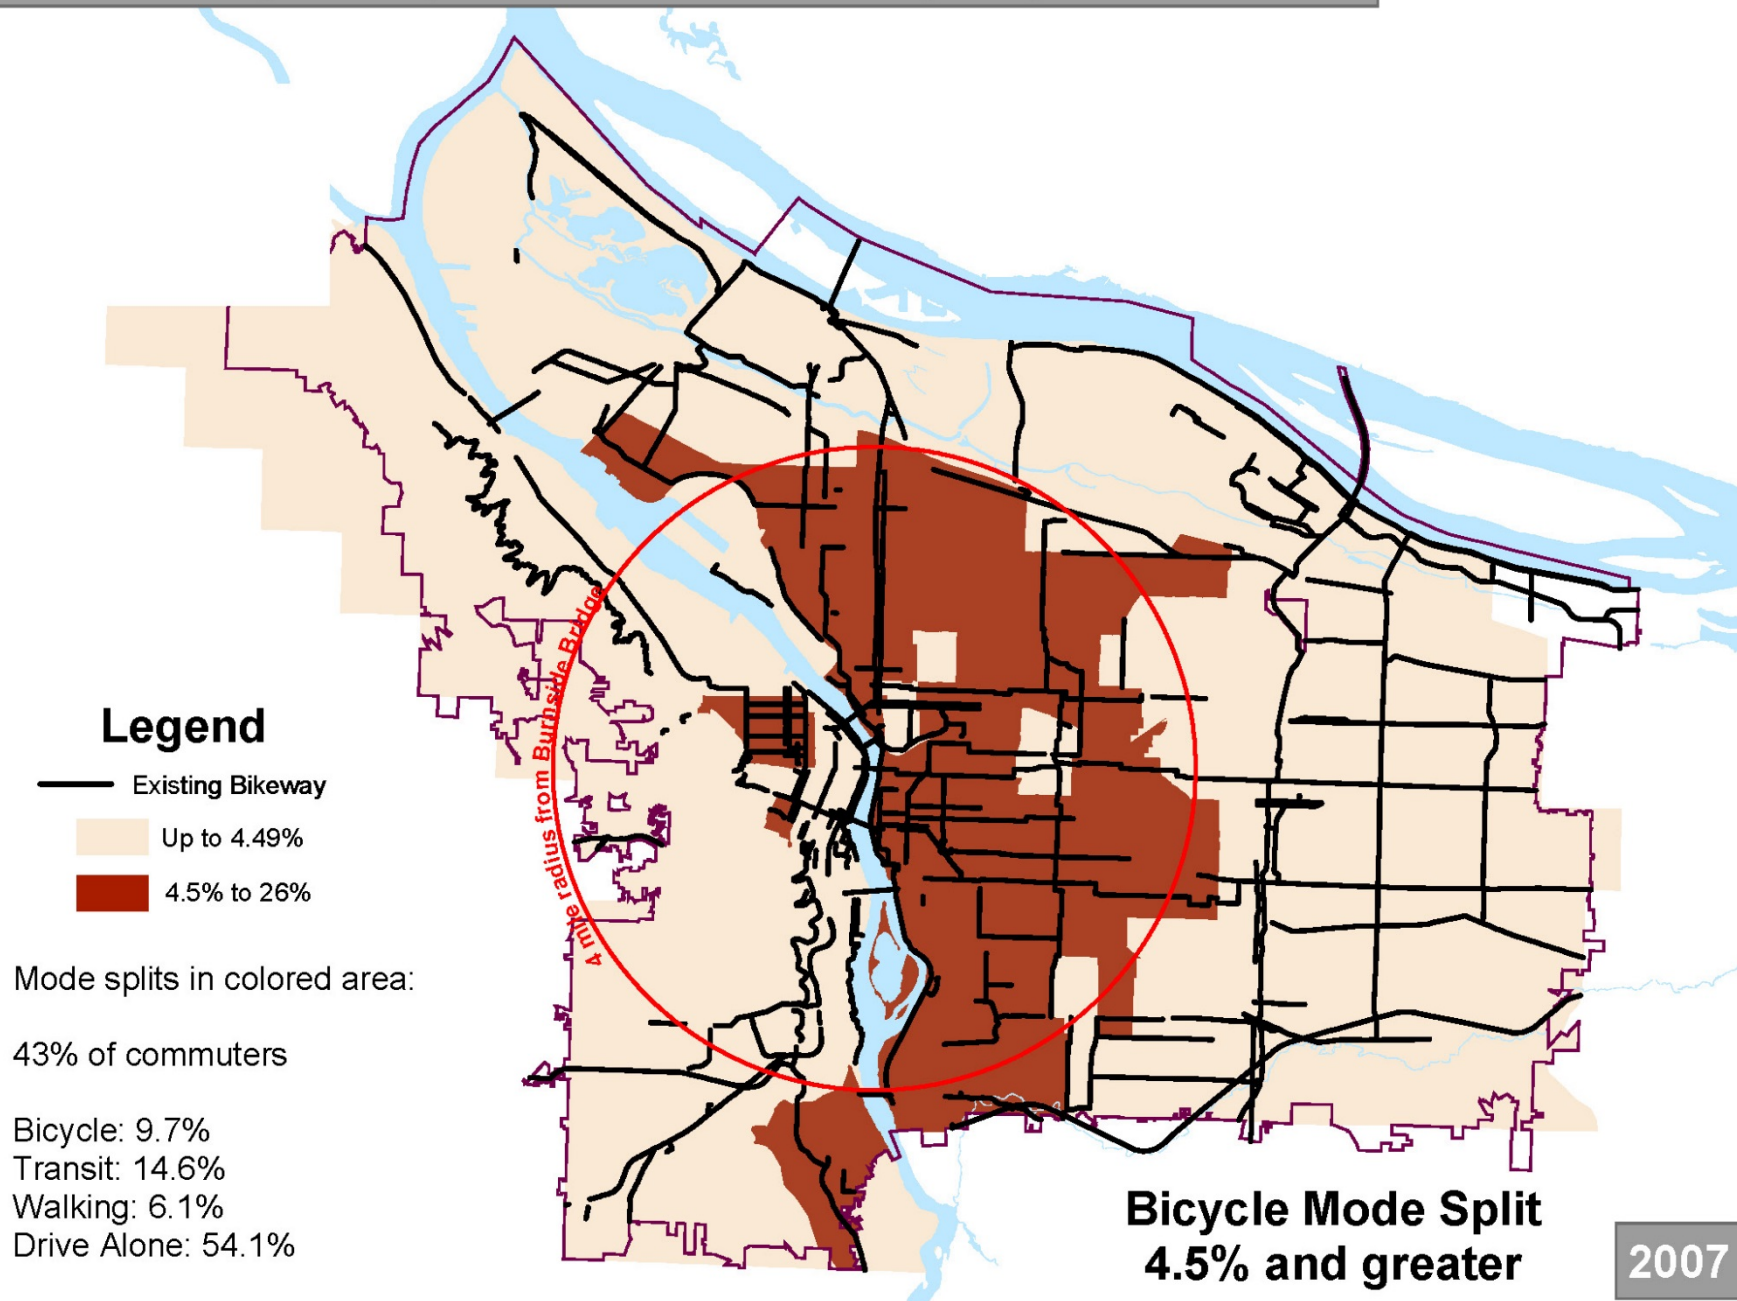 4 mile radius from Burnside Bridge
Legend
Existing Bikeway
Up to 4.49%
4.5% to 26%
Mode splits in colored area:
43% of commuters
Bicycle: 9.7%
Transit: 14.6%
Walking: 6.1%
Drive Alone: 54.1%
Bicycle Mode Split
4.5% and greater
2007